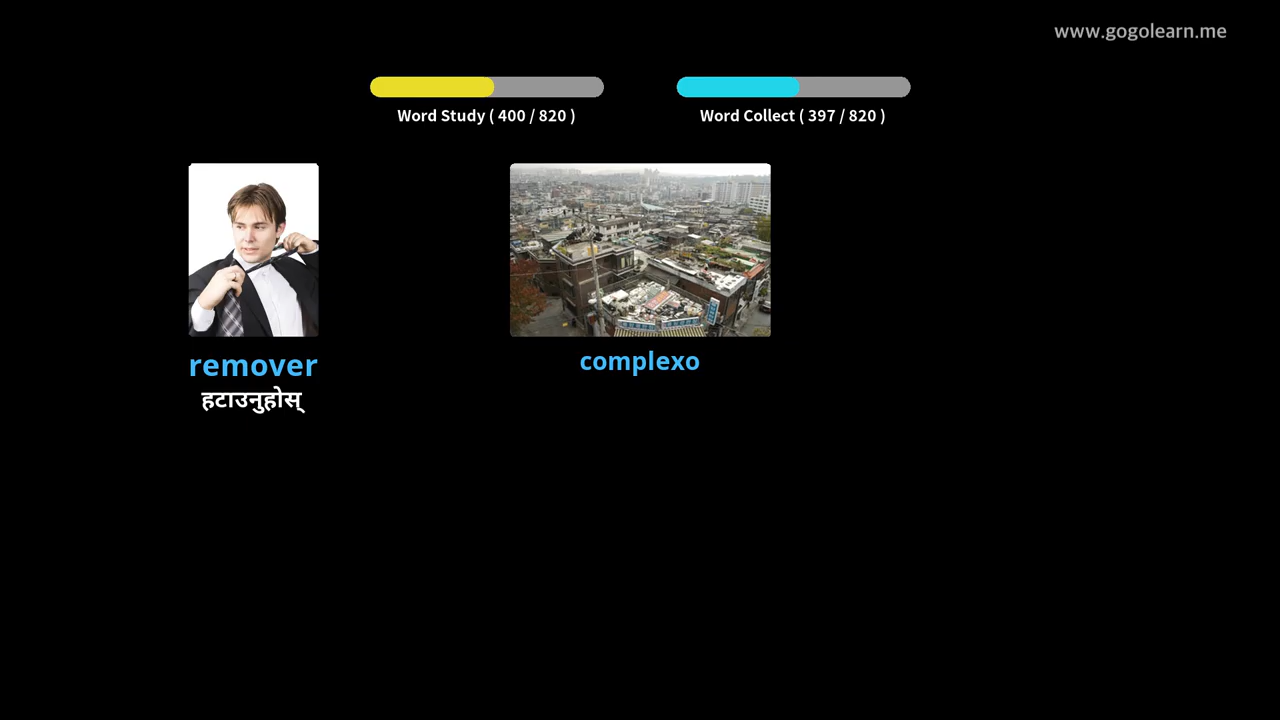 www.gogolearn.me
Word Study ( 400 / 820 )
Word Collect ( 397 / 820 )
remover
हटाउनुहोस्
complexo